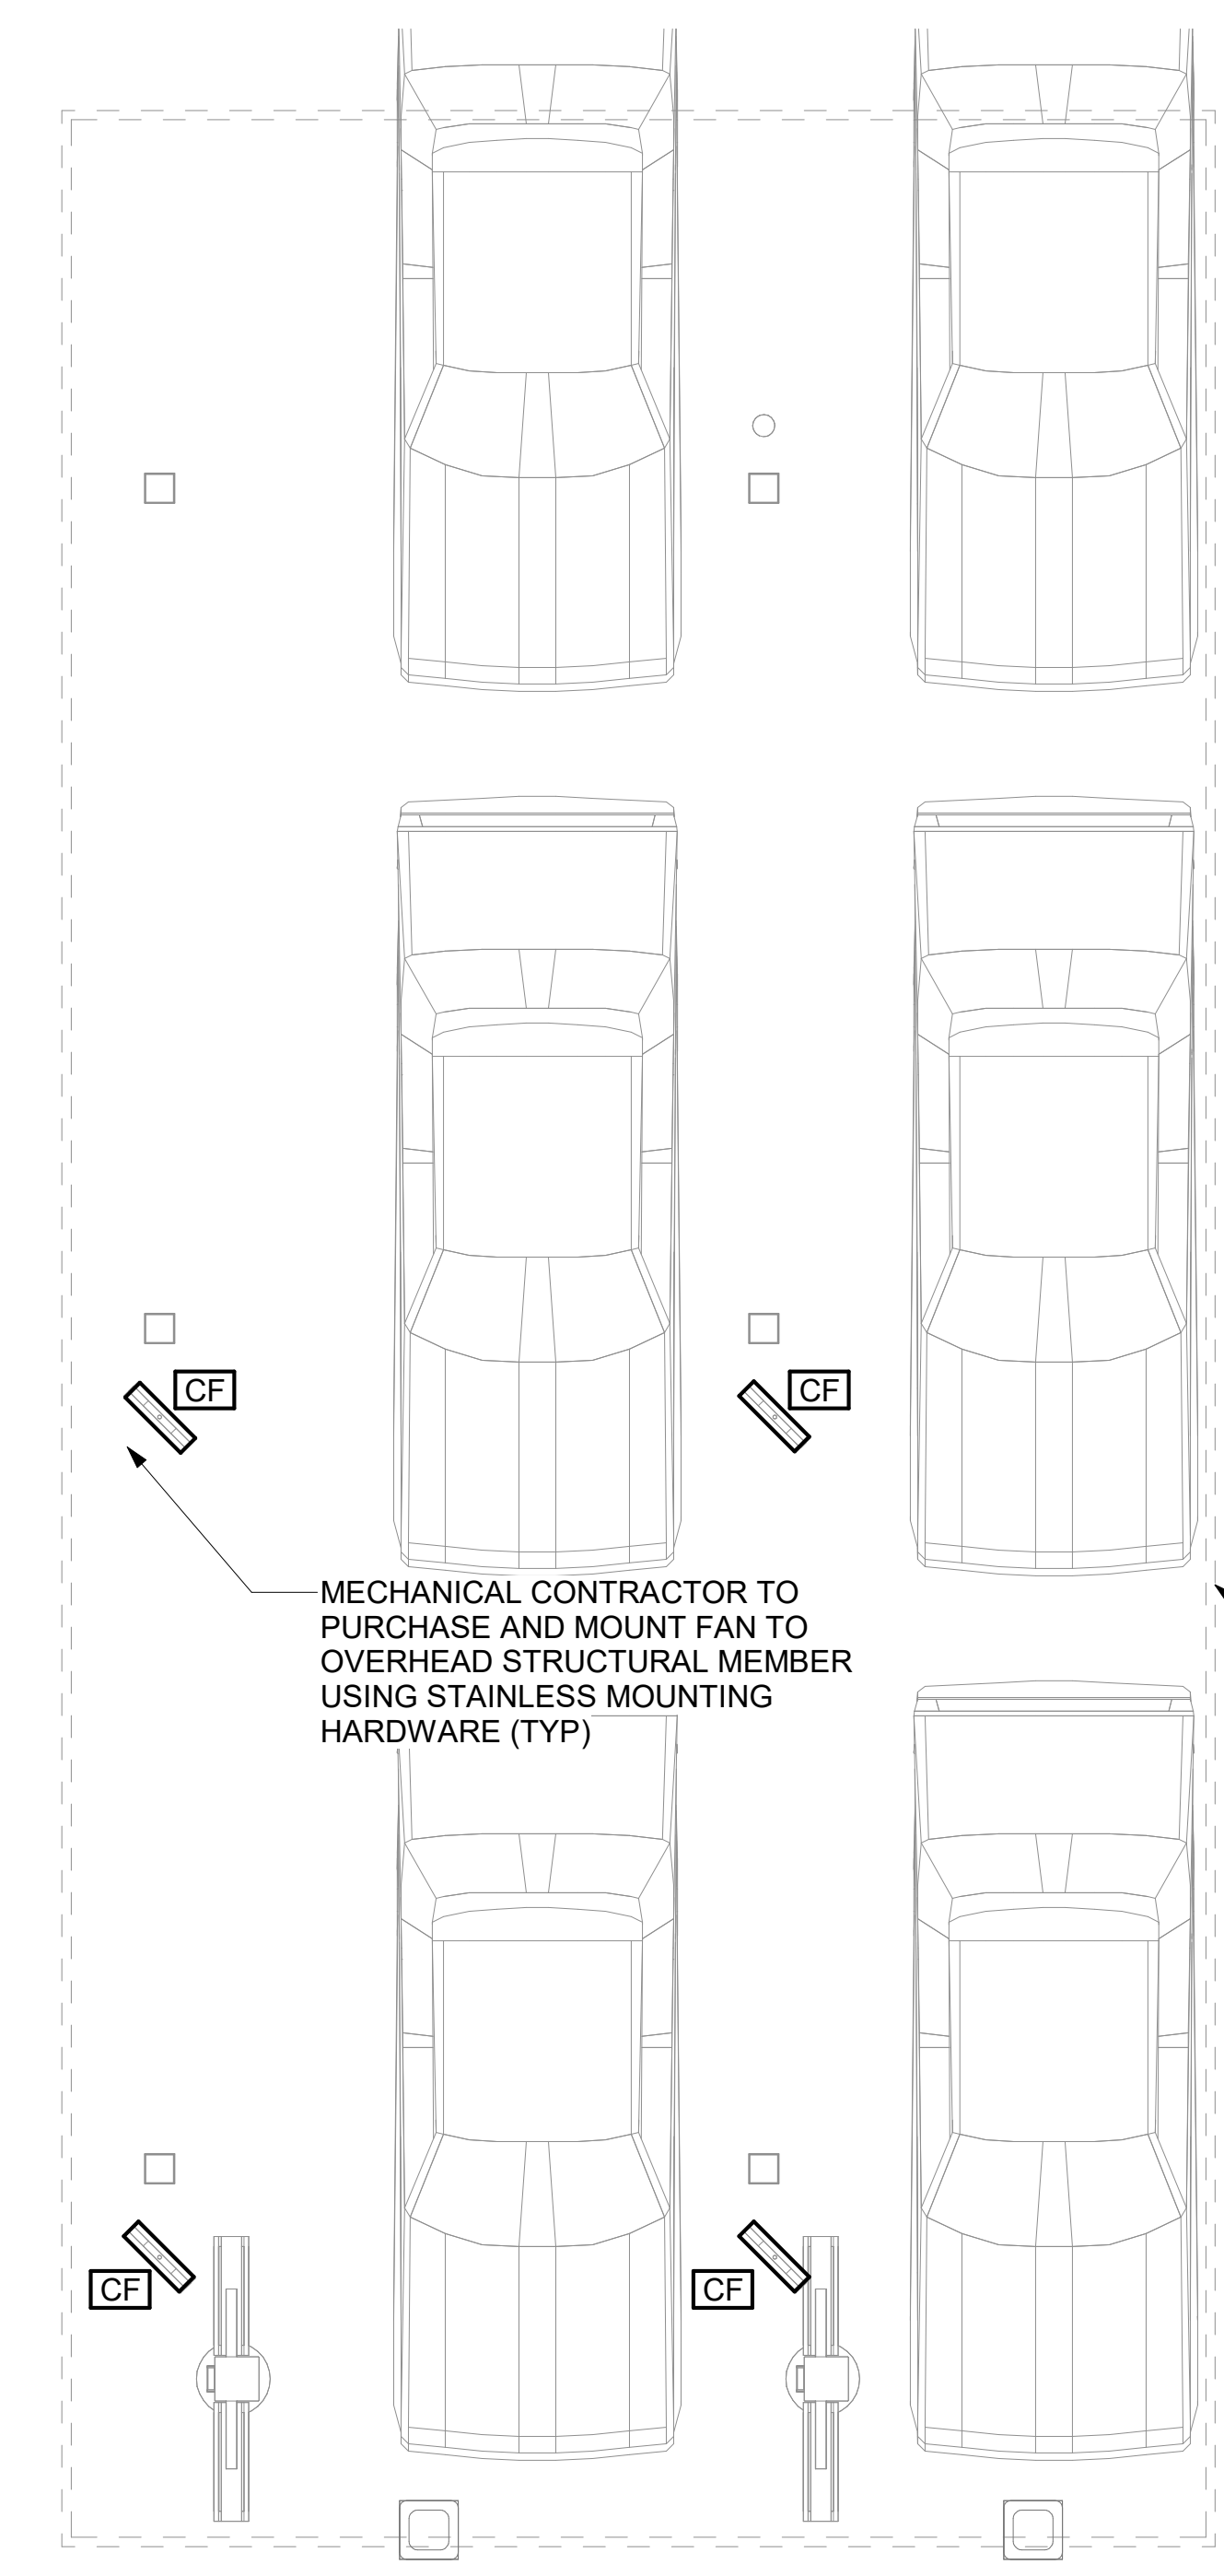 CF
CF
MECHANICAL CONTRACTOR TO
PURCHASE AND MOUNT FAN TO
OVERHEAD STRUCTURAL MEMBER
USING STAINLESS MOUNTING
HARDWARE (TYP)
CF
CF